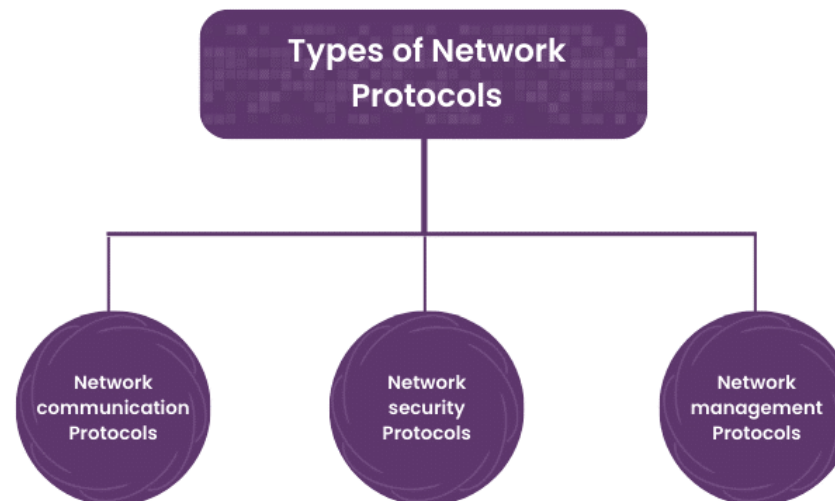 Types of Network
Protocols
Network
communication
Protocols
Network
security
Protocols
Network
management
Protocols